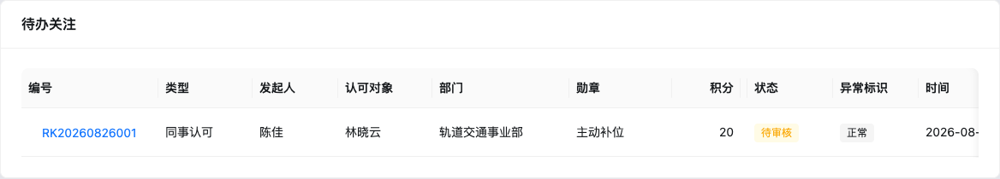 待办关注
编号 类型 发起人 认可对象 部门 勋章 积分 状态 异常标识 时间
RK20260826001 同事认可 陈佳 林晓云 轨道交通事业部 主动补位 20 待审核 正常 2026-08-